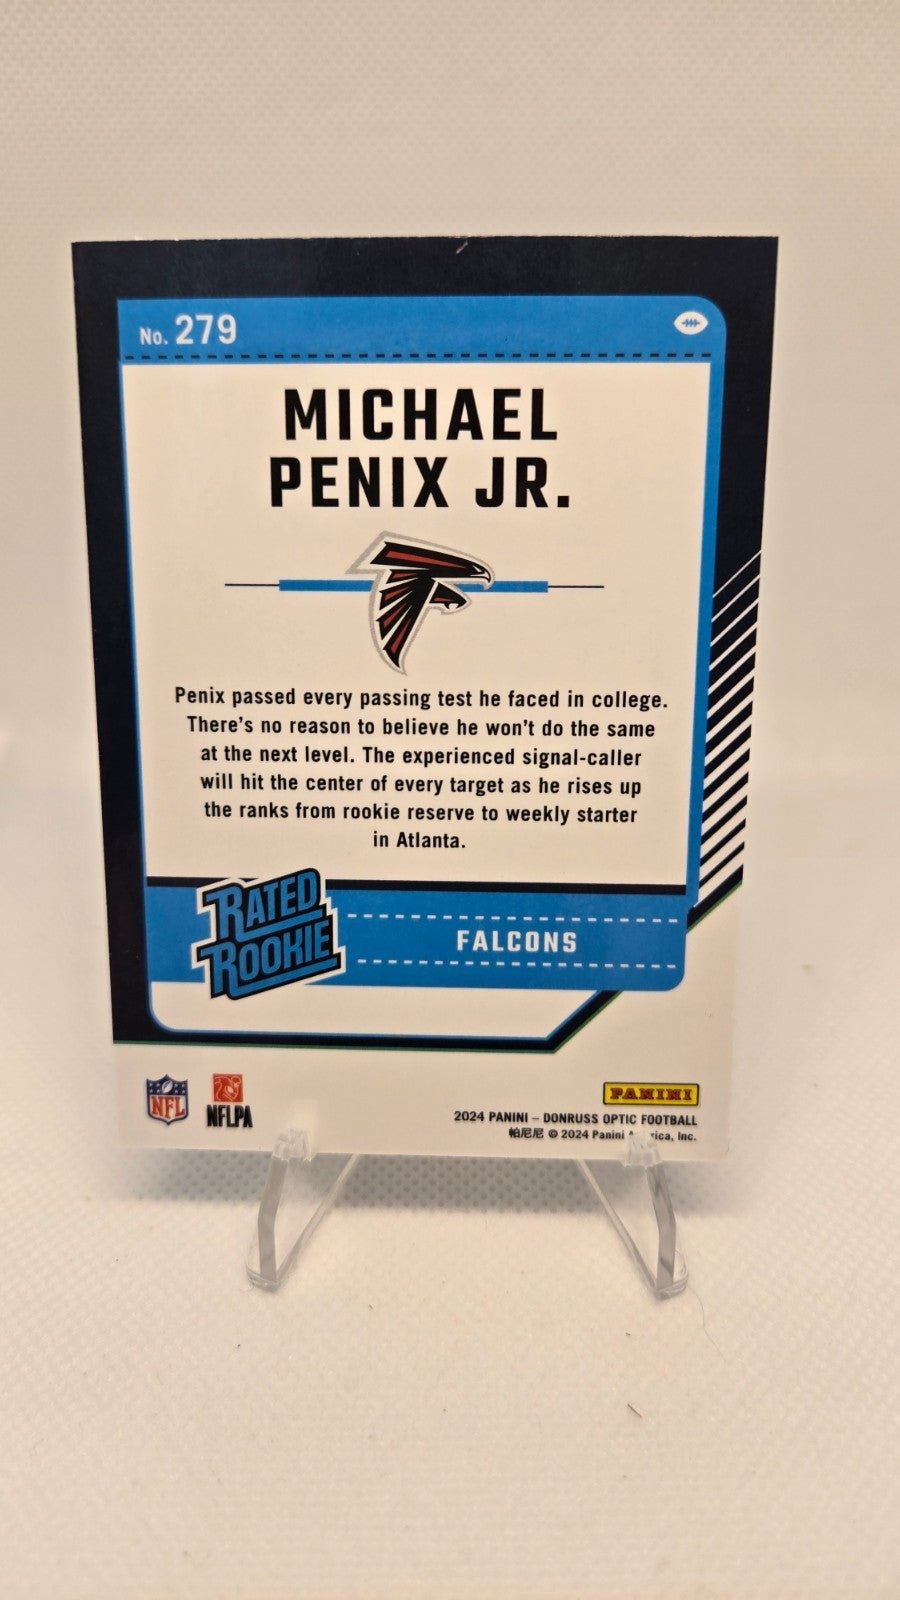 No. 279
MICHAEL
PENIX JR.
Penix passed every passing test he faced in college.
There's no reason to believe he won't do the same
at the next level. The experienced signal-caller
will hit the center of every target as he rises up
the ranks from rookie reserve to weekly starter
in Atlanta.
RATED
ROOKIE
FALCONS
NFL
NFLPA
PANINI
2024 PANINI – DONRUSS OPTIC FOOTBALL
帕尼尼 © 2024 Panini Inc.